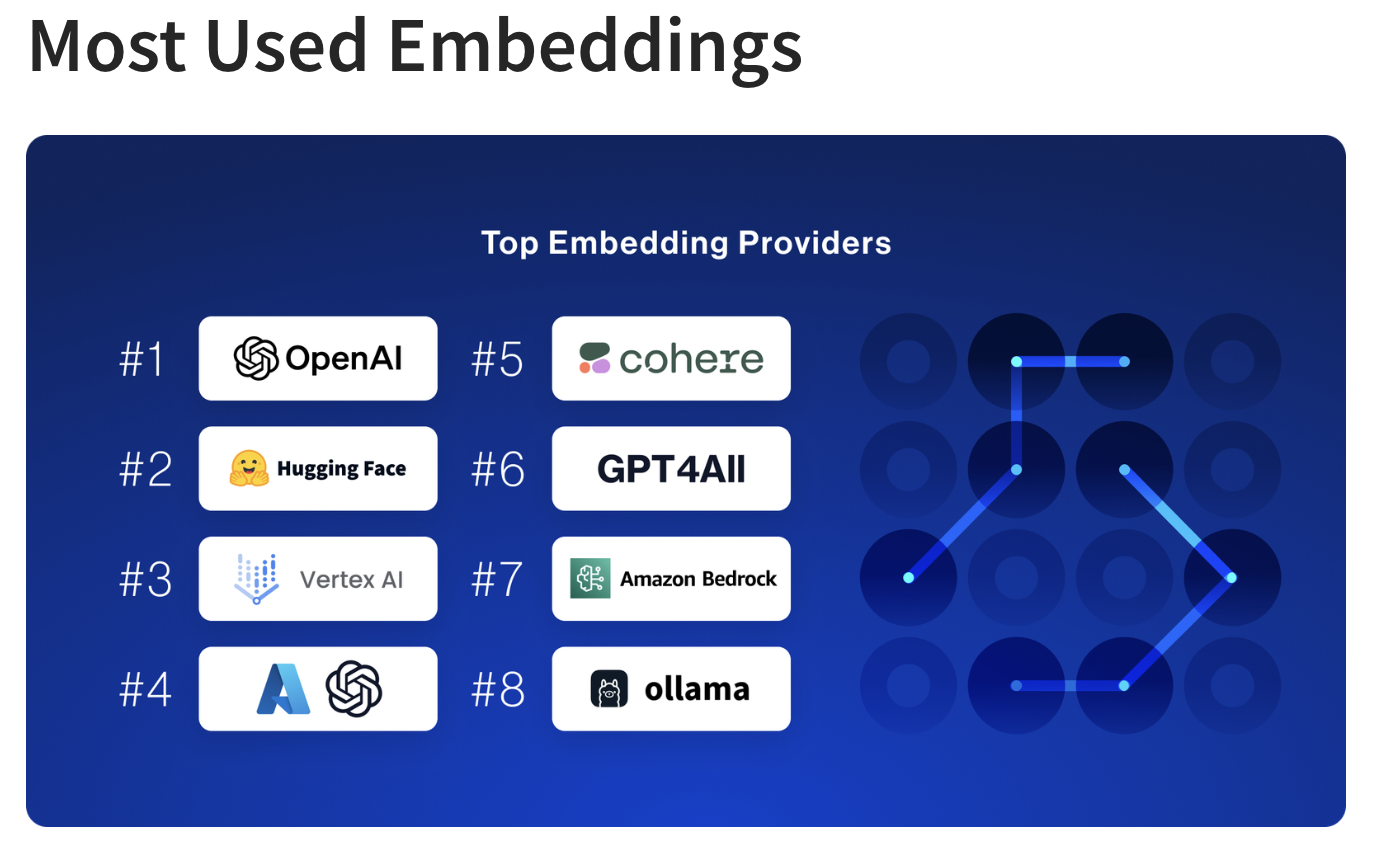 Most Used Embeddings
Top Embedding Providers
#1 OpenAI
#2 Hugging Face
#3 Vertex AI
#4
#5 cohere
#6 GPT4All
#7 Amazon Bedrock
#8 ollama